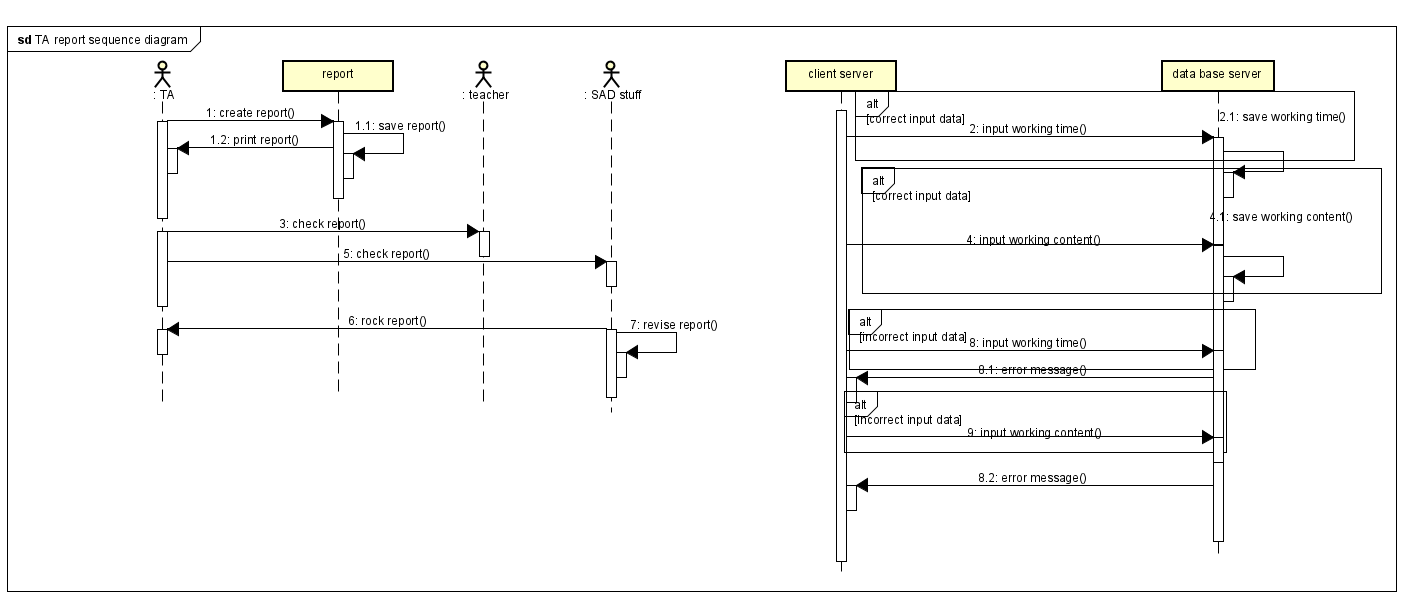 sd TA report sequence diagram
: TA
report
: teacher
: SAD stuff
client server
data base server
alt
[correct input data]
1: create report()
1.1: save report()
1.2: print report()
2: input working time()
2.1: save working time()
alt
[correct input data]
3: check report()
4.1: save working content()
4: input working content()
5: check report()
6: rock report()
7: revise report()
alt
[incorrect input data]
8: input working time()
8.1: error message()
alt
[incorrect input data]
9: input working content()
8.2: error message()